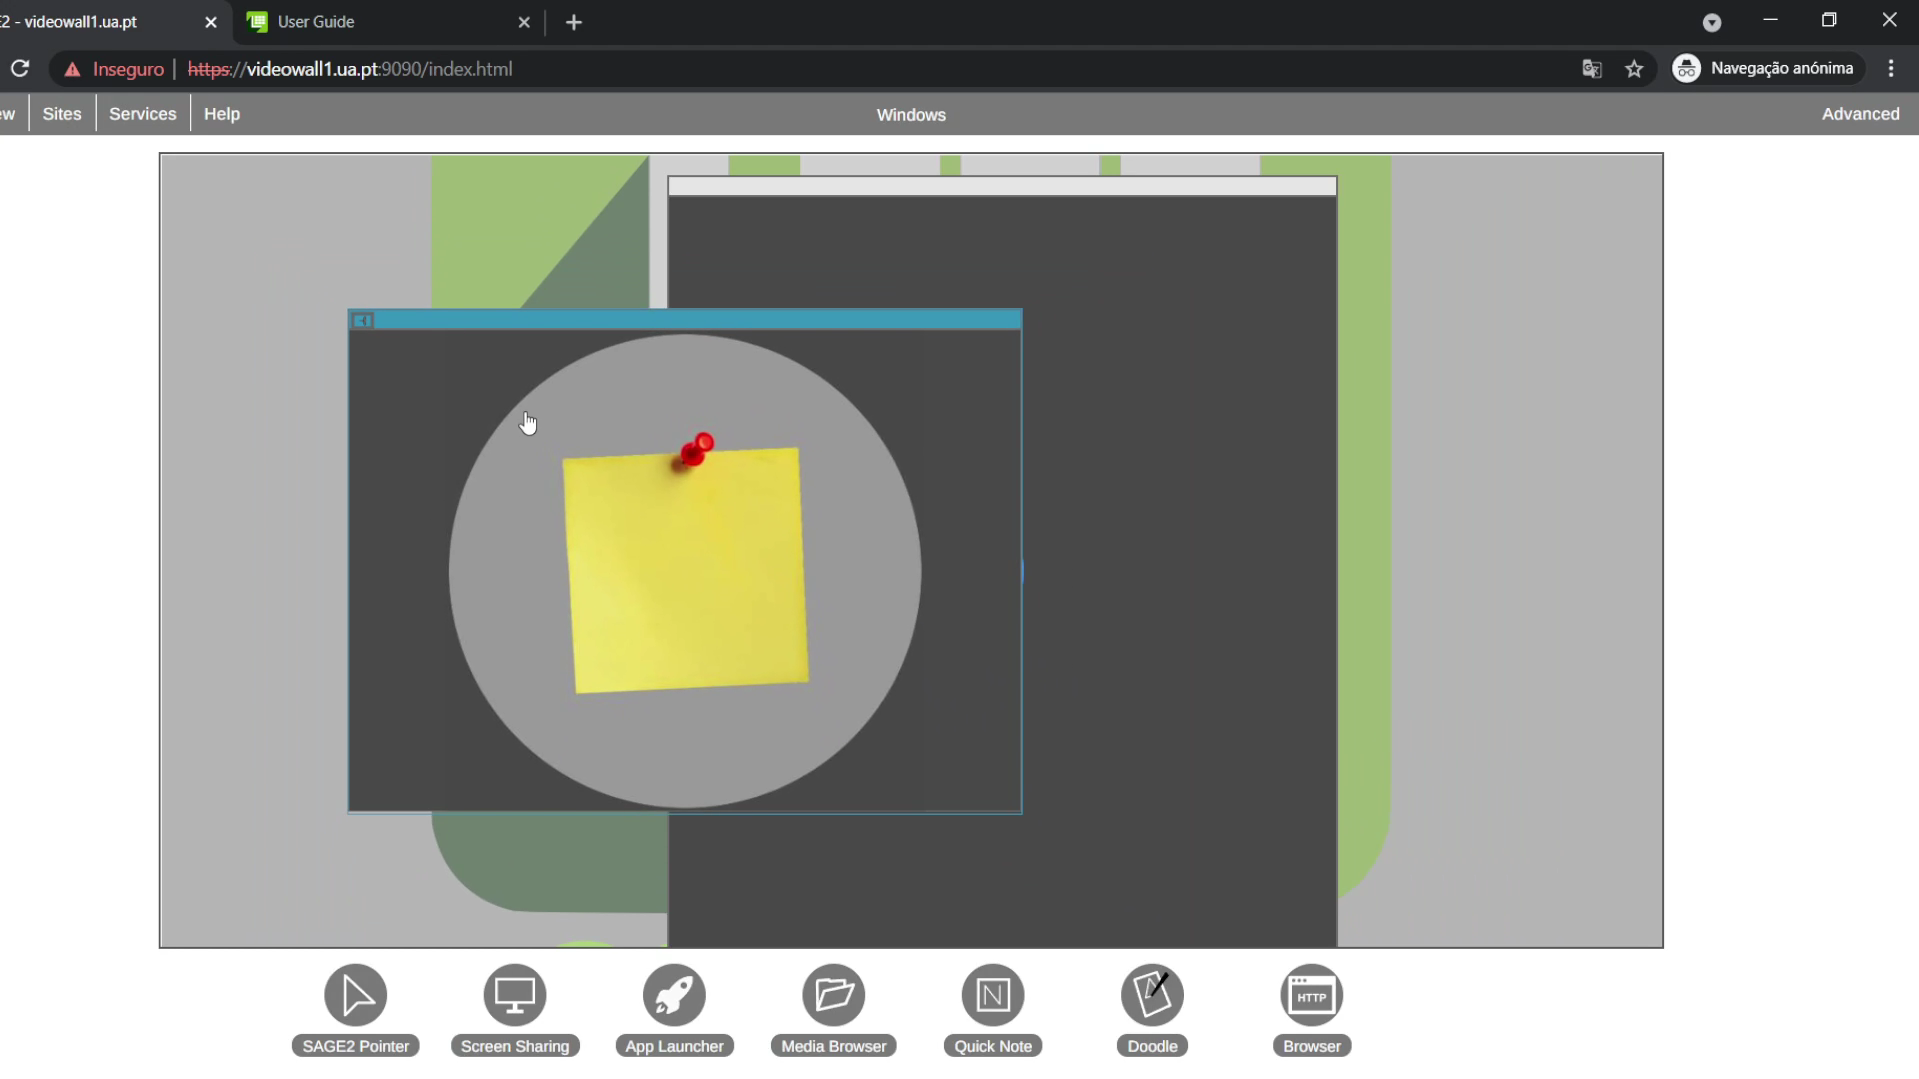 E2 - videowall1.ua.pt
User Guide
Inseguro
https://videowall1.ua.pt:9090/index.html
Navegação anónima
ew
Sites
Services
Help
Windows
Advanced
N
HTTP
SAGE2 Pointer
Screen Sharing
App Launcher
Media Browser
Quick Note
Doodle
Browser